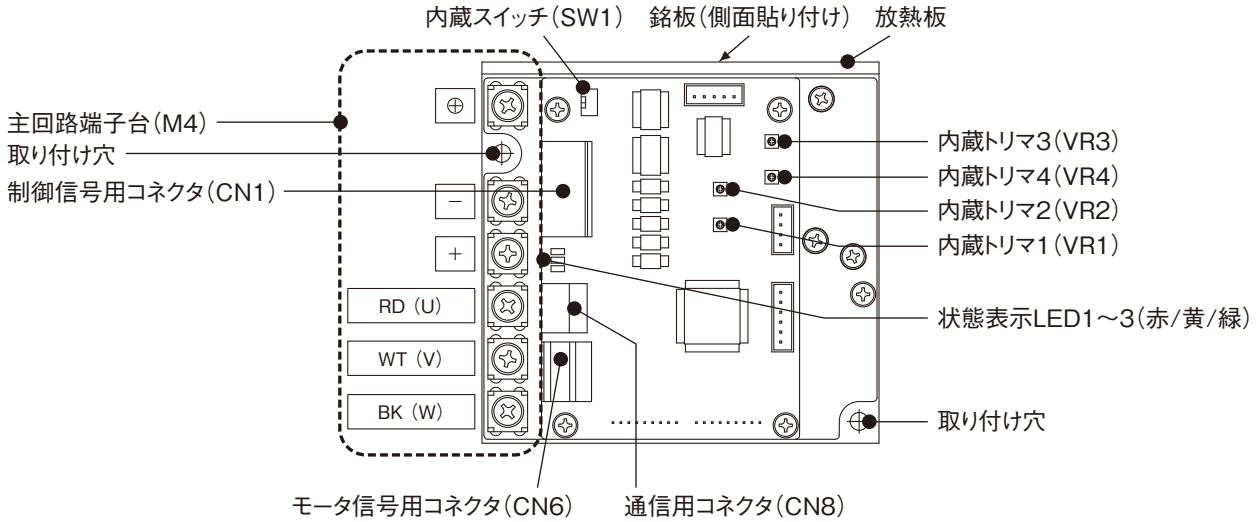 内蔵スイッチ（SW1）　銘板（側面貼り付け）　放熱板
主回路端子台（M4）
取り付け穴
制御信号用コネクタ（CN1）
⊕
−
+
RD（U）
WT（V）
BK（W）
内蔵トリマ3（VR3）
内蔵トリマ4（VR4）
内蔵トリマ2（VR2）
内蔵トリマ1（VR1）
状態表示LED1〜3（赤/黄/緑）
取り付け穴
モータ信号用コネクタ（CN6）　通信用コネクタ（CN8）